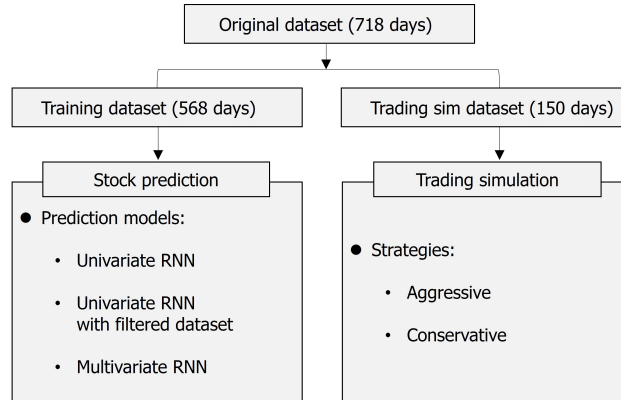 Original dataset (718 days)
Training dataset (568 days)
Trading sim dataset (150 days)
Stock prediction
Trading simulation
● Prediction models:
• Univariate RNN
• Univariate RNN
with filtered dataset
• Multivariate RNN
● Strategies:
• Aggressive
• Conservative